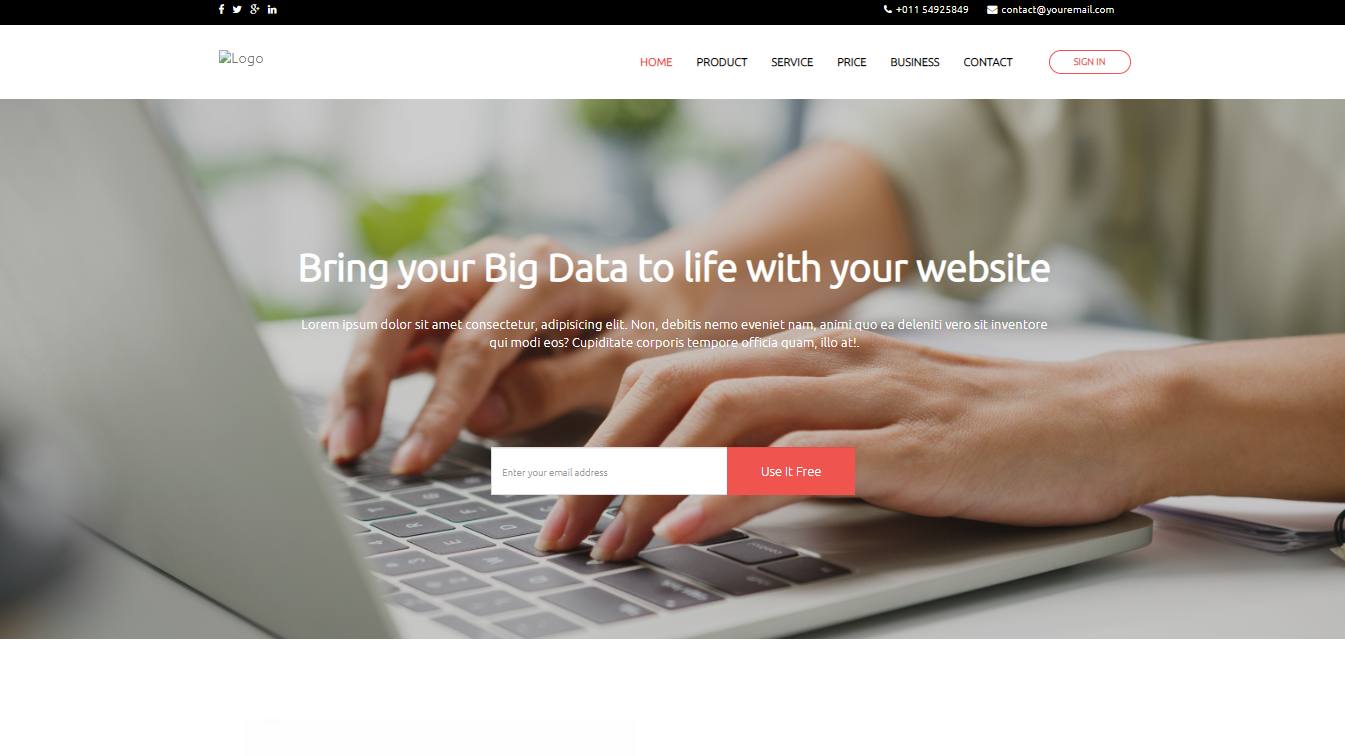 +011 54925849 contact@youremail.com
Logo HOME PRODUCT SERVICE PRICE BUSINESS CONTACT SIGN IN
Bring your Big Data to life with your website
Lorem ipsum dolor sit amet consectetur, adipisicing elit. Non, debitis nemo eveniet nam, animi quo ea deleniti vero sit inventore
qui modi eos? Cupiditate corporis tempore officia quam, illo at!.
Enter your email address Use It Free